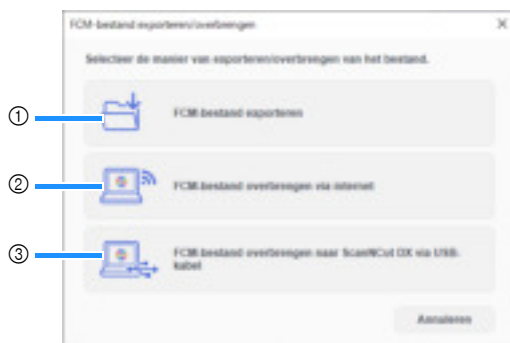 FCM-bestand exporteren/overbrengen
Selecteer de manier van exporteren/overbrengen van het bestand.
① FCM-bestand exporteren
② FCM-bestand overbrengen via internet
③ FCM-bestand overbrengen naar ScanNCut DX via USB-
kabel
Annuleren